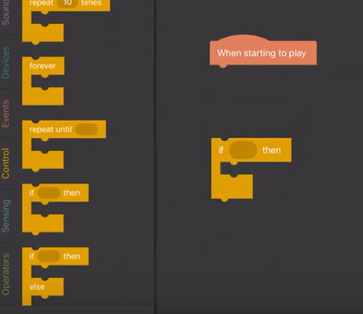 Sound
Devices
Events
Control
Sensing
Operators
repeat 10 times
forever
repeat until
if then
if then
else
When starting to play
if then